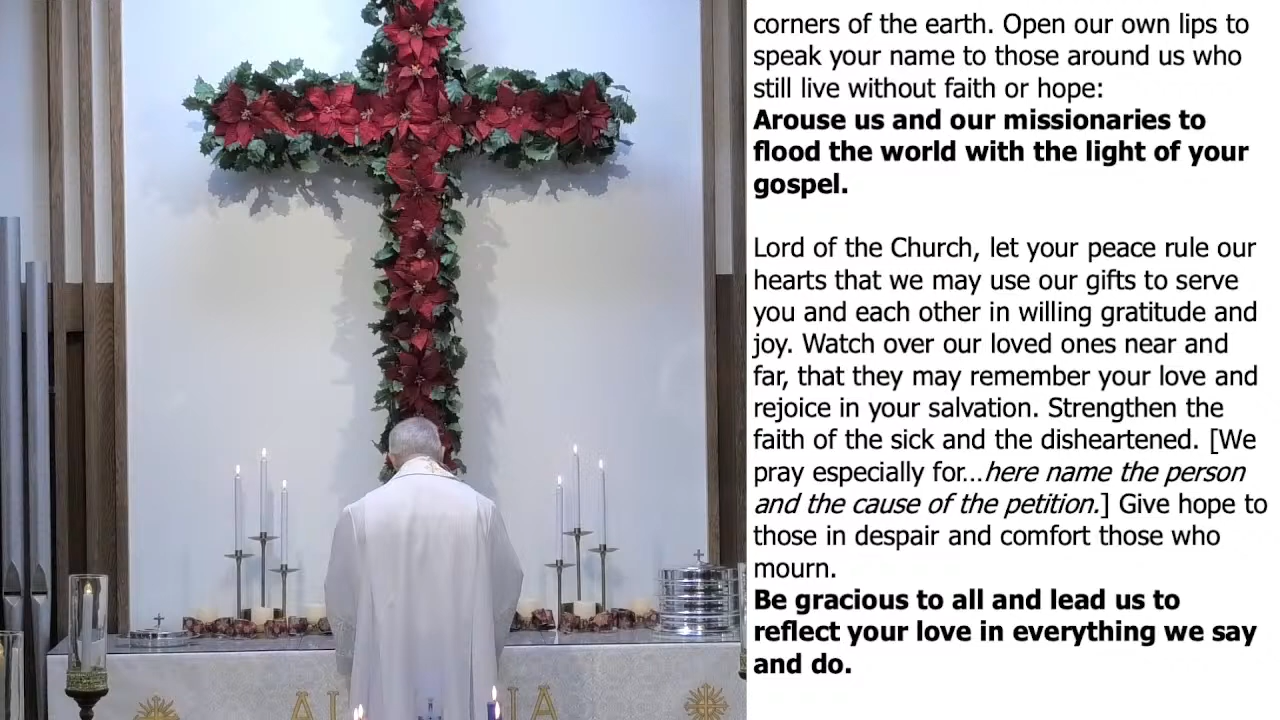 corners of the earth. Open our own lips to
speak your name to those around us who
still live without faith or hope:
Arouse us and our missionaries to
flood the world with the light of your
gospel.
Lord of the Church, let your peace rule our
hearts that we may use our gifts to serve
you and each other in willing gratitude and
joy. Watch over our loved ones near and
far, that they may remember your love and
rejoice in your salvation. Strengthen the
faith of the sick and the disheartened. [We
pray especially for…here name the person
and the cause of the petition.] Give hope to
those in despair and comfort those who
mourn.
Be gracious to all and lead us to
reflect your love in everything we say
and do.